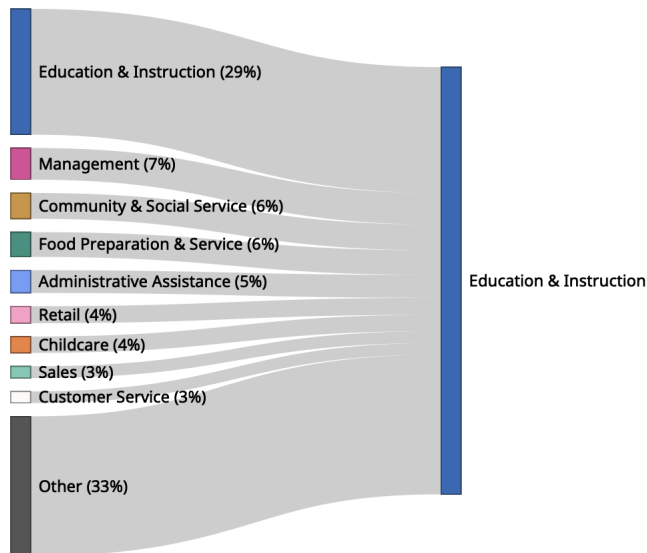 Education & Instruction (29%)
Management (7%)
Community & Social Service (6%)
Food Preparation & Service (6%)
Administrative Assistance (5%)
Education & Instruction
Retail (4%)
Childcare (4%)
Sales (3%)
Customer Service (3%)
Other (33%)